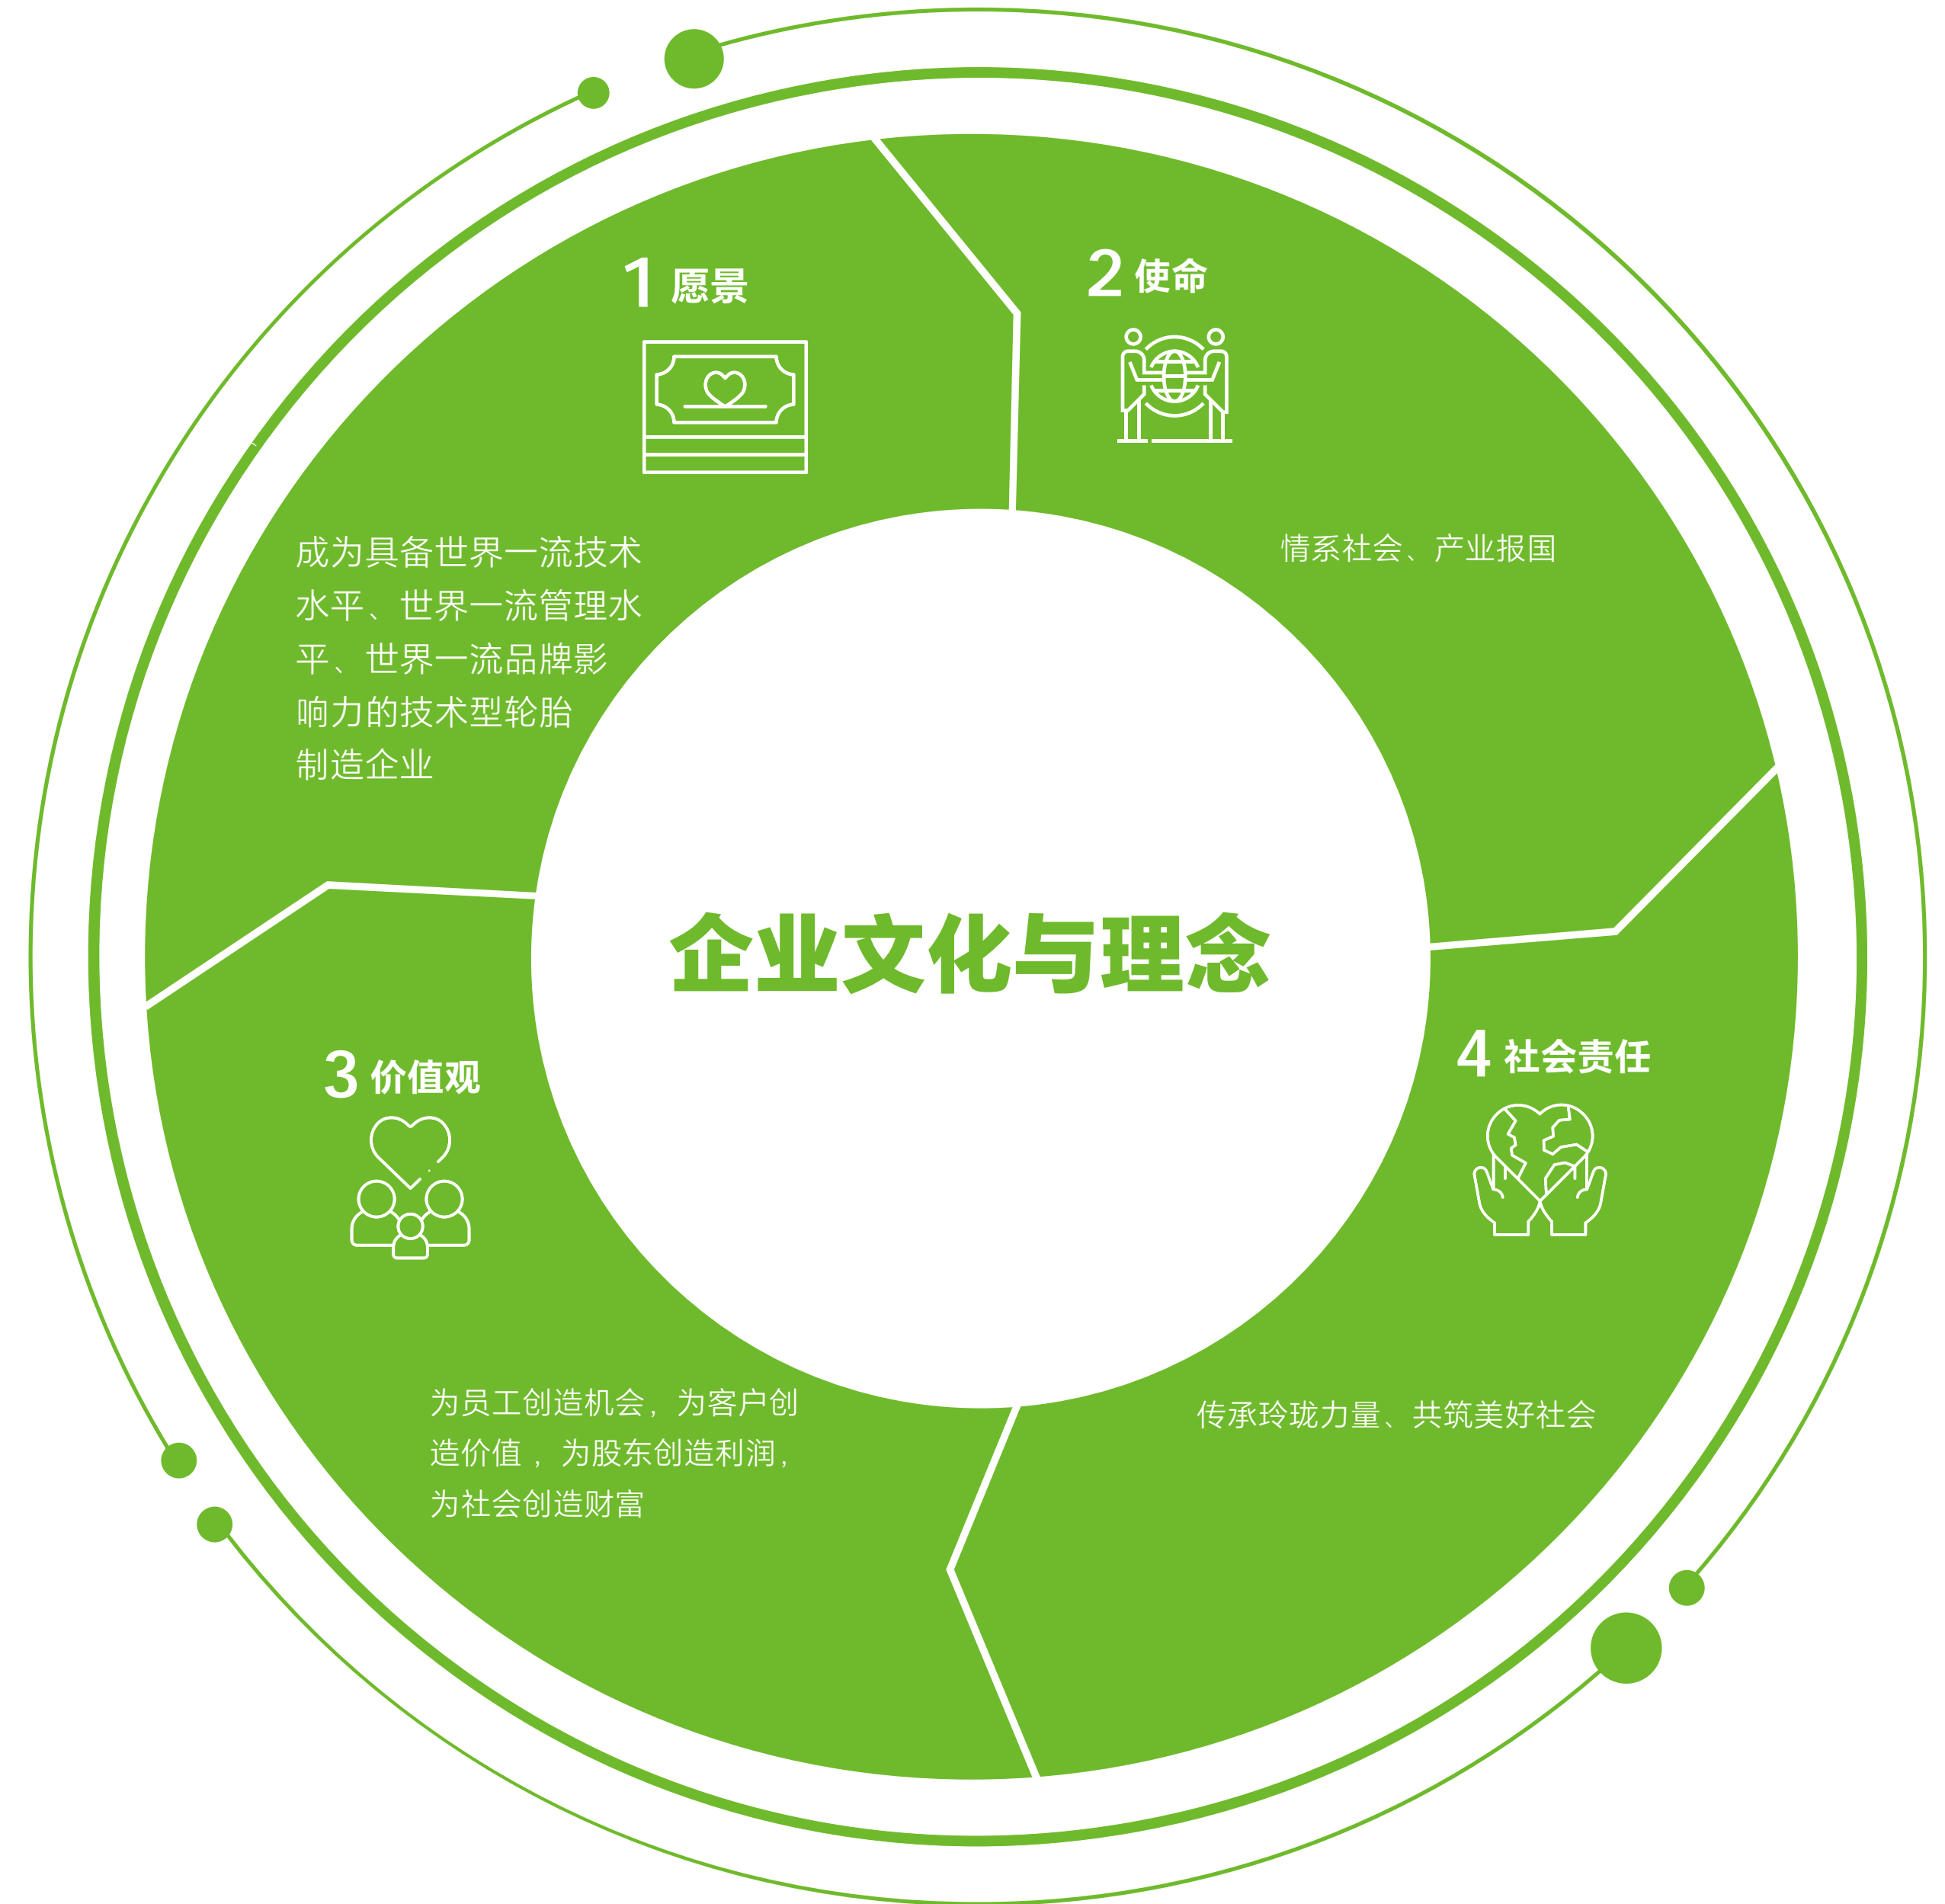 1 愿景
成为具备世界一流技术
水平、世界一流管理水
平、世界一流品牌影
响力的技术型轮胎
制造企业
2 使命
情系社会、产业报国
企业文化与理念
3 价值观
为员工创造机会，为客户创
造价值，为股东创造利润，
为社会创造财富
4 社会责任
倾注玲珑力量、共筑美好社会